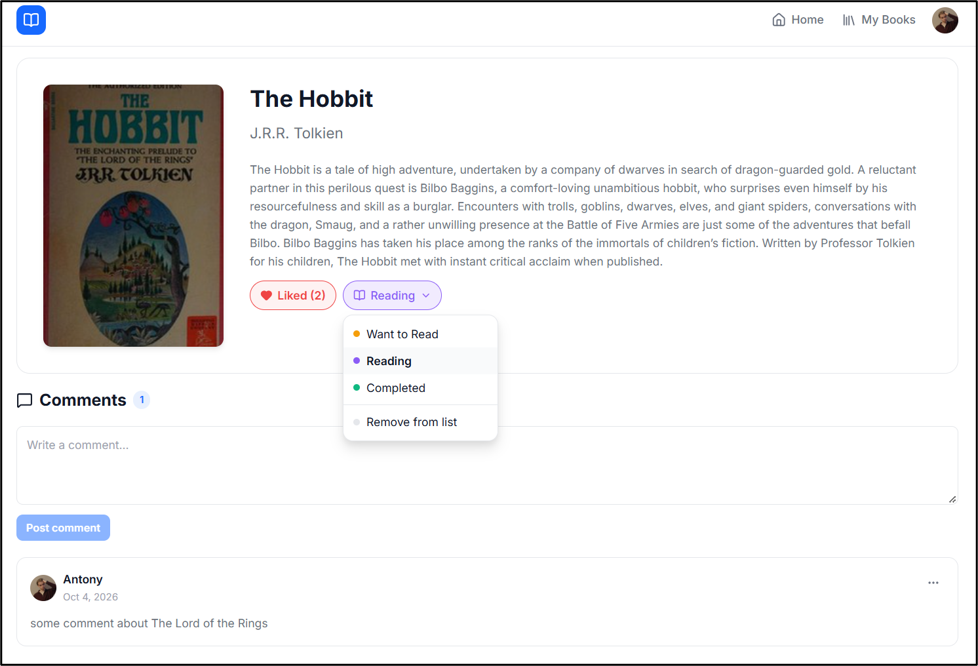 Home
My Books
THE AUTHORIZED EDITION
THE
HOBBIT
THE ENCHANTING PRELUDE TO
"THE LORD OF THE RINGS"
J.R.R. TOLKIEN
The Hobbit
J.R.R. Tolkien
The Hobbit is a tale of high adventure, undertaken by a company of dwarves in search of dragon-guarded gold. A reluctant
partner in this perilous quest is Bilbo Baggins, a comfort-loving unambitious hobbit, who surprises even himself by his
resourcefulness and skill as a burglar. Encounters with trolls, goblins, dwarves, elves, and giant spiders, conversations with
the dragon, Smaug, and a rather unwilling presence at the Battle of Five Armies are just some of the adventures that befall
Bilbo. Bilbo Baggins has taken his place among the ranks of the immortals of children’s fiction. Written by Professor Tolkien
for his children, The Hobbit met with instant critical acclaim when published.
Liked (2)
Reading
Want to Read
Reading
Completed
Remove from list
Comments 1
Write a comment...
Post comment
Antony
Oct 4, 2026
some comment about The Lord of the Rings